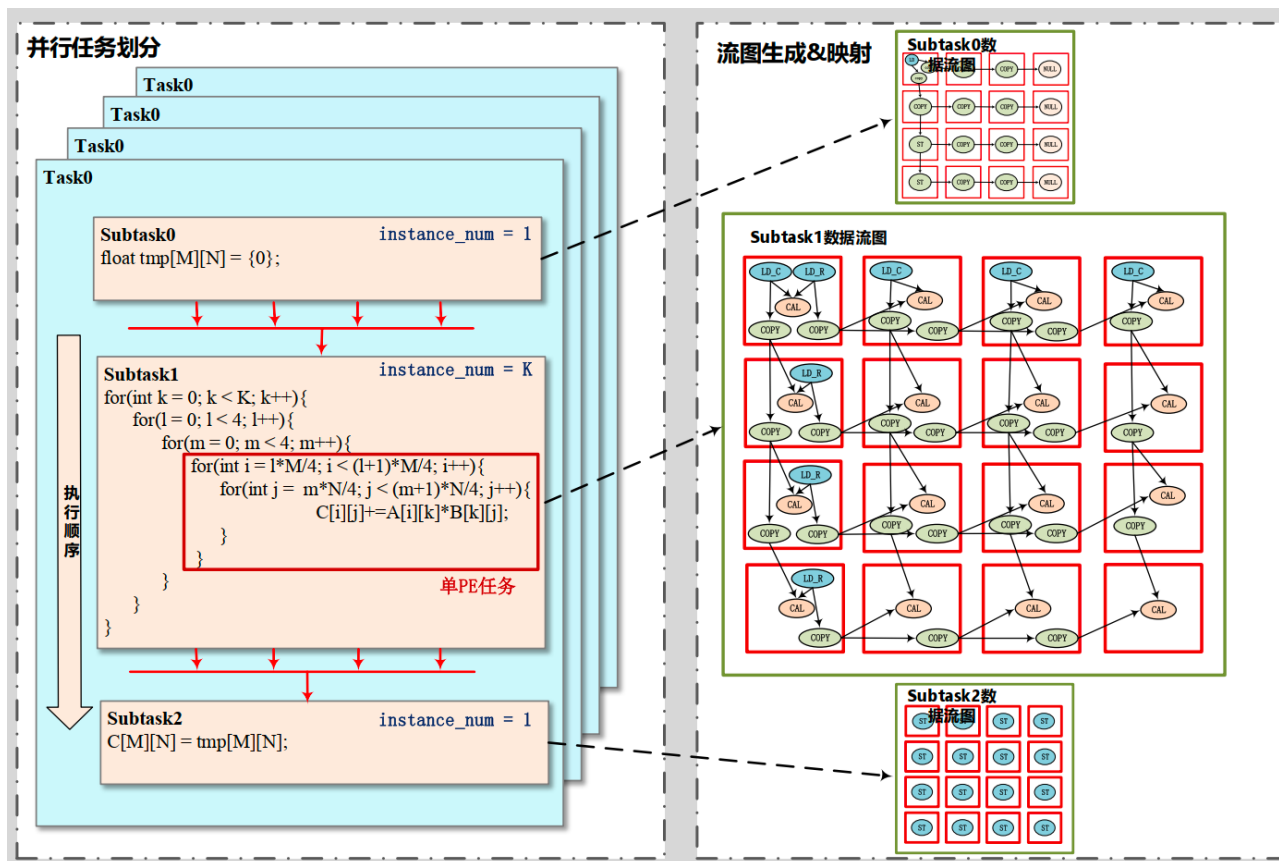 并行任务划分
Task0
Task0
Task0
Task0
Subtask0 instance_num = 1
float tmp[M][N] = {0};
执行顺序
Subtask1 instance_num = K
for(int k = 0; k < K; k++){
for(l = 0; l < 4; l++){
for(m = 0; m < 4; m++){
for(int i = l*M/4; i < (l+1)*M/4; i++){
for(int j = m*N/4; j < (m+1)*N/4; j++){
C[i][j]+=A[i][k]*B[k][j];
}
}
单PE任务
}
}
}
Subtask2 instance_num = 1
C[M][N] = tmp[M][N];
流图生成&映射
Subtask0数
据流图
LD COPY COPY NULL
COPY
COPY COPY COPY NULL
ST COPY COPY NULL
ST COPY COPY NULL
Subtask1数据流图
LD_C LD_R LD_C LD_C LD_C
CAL CAL CAL CAL
COPY COPY COPY COPY COPY COPY COPY
LD_R
CAL CAL CAL CAL
COPY COPY COPY COPY COPY COPY COPY
LD_R
CAL CAL CAL CAL
COPY COPY COPY COPY COPY COPY COPY
LD_R
CAL CAL CAL CAL
COPY COPY COPY
Subtask2数
据流图
ST ST ST ST
ST ST ST ST
ST ST ST ST
ST ST ST ST